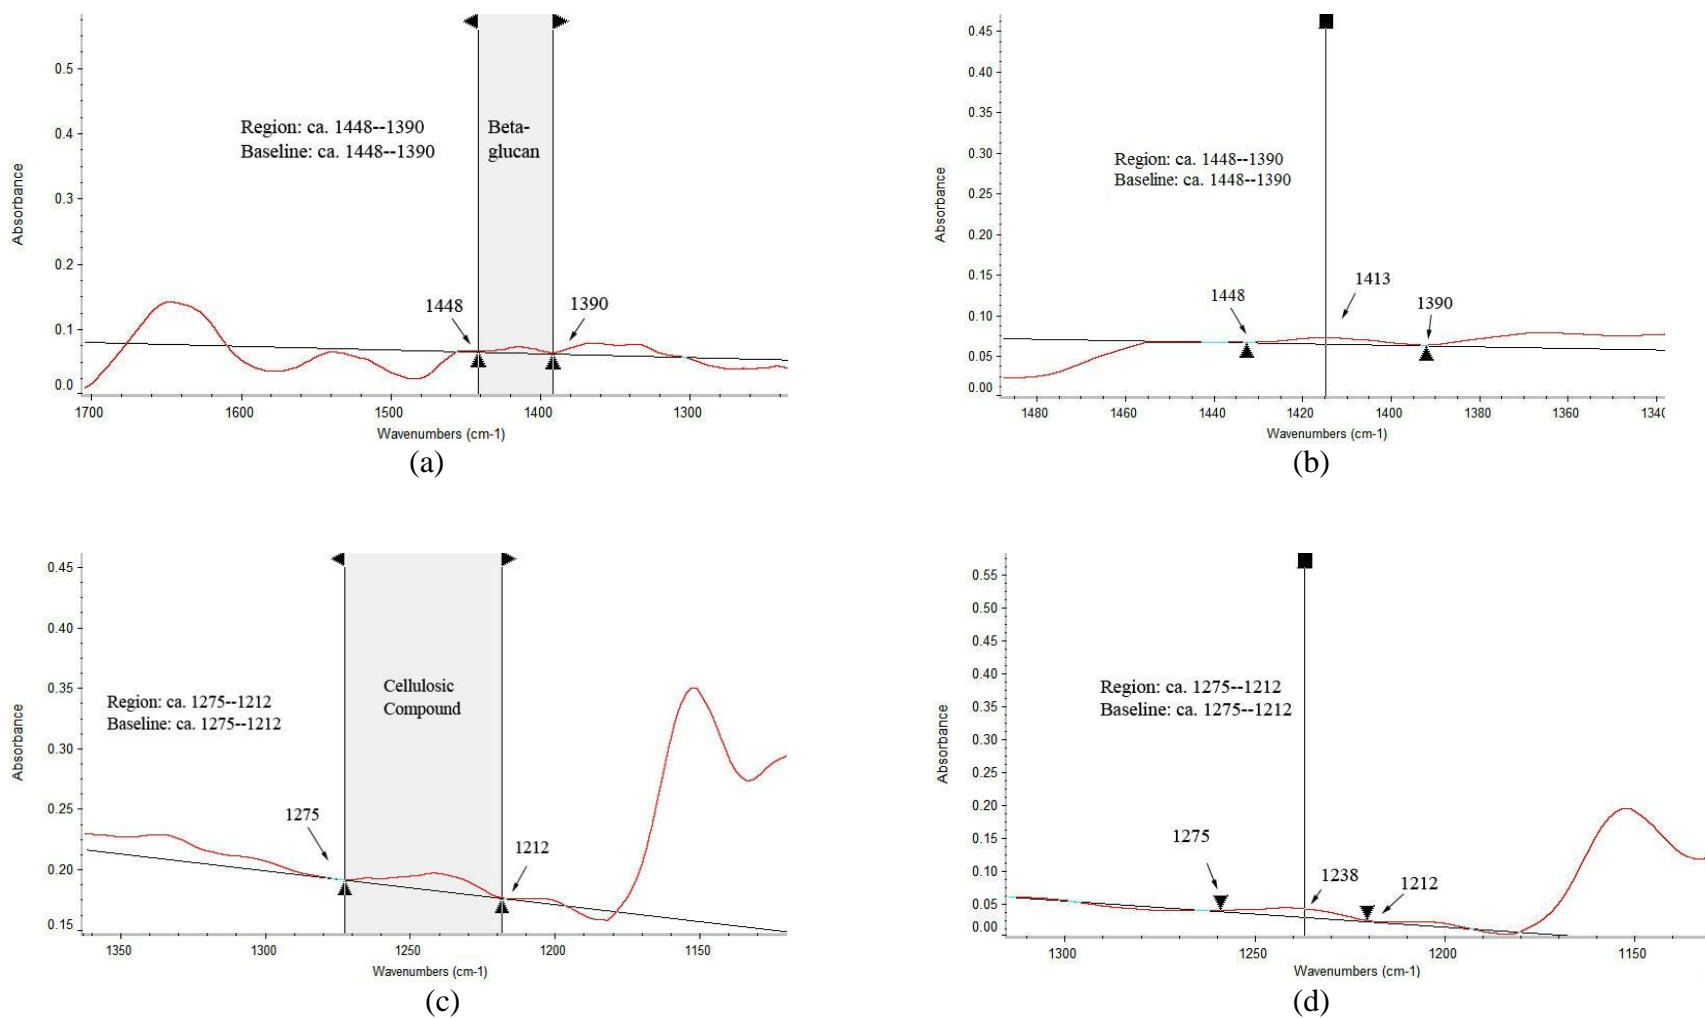 0.5
0.4
0.3
0.2
0.1
0.0
Absorbance
Region: ca. 1448--1390
Baseline: ca. 1448--1390
Beta-
glucan
1448
1390
1700
1600
1500
1400
1300
Wavenumbers (cm-1)
(a)
0.45
0.40
0.35
0.30
0.25
0.20
0.15
0.10
0.05
0.00
Absorbance
Region: ca. 1448--1390
Baseline: ca. 1448--1390
1448
1413
1390
1480
1460
1440
1420
1400
1380
1360
1340
Wavenumbers (cm-1)
(b)
0.45
0.40
0.35
0.30
0.25
0.20
0.15
Absorbance
Region: ca. 1275--1212
Baseline: ca. 1275--1212
Cellulosic
Compound
1275
1212
1350
1300
1250
1200
1150
Wavenumbers (cm-1)
(c)
0.55
0.50
0.45
0.40
0.35
0.30
0.25
0.20
0.15
0.10
0.05
0.00
Absorbance
Region: ca. 1275--1212
Baseline: ca. 1275--1212
1275
1238
1212
1300
1200
1150
Wavenumbers (cm-1)
(d)